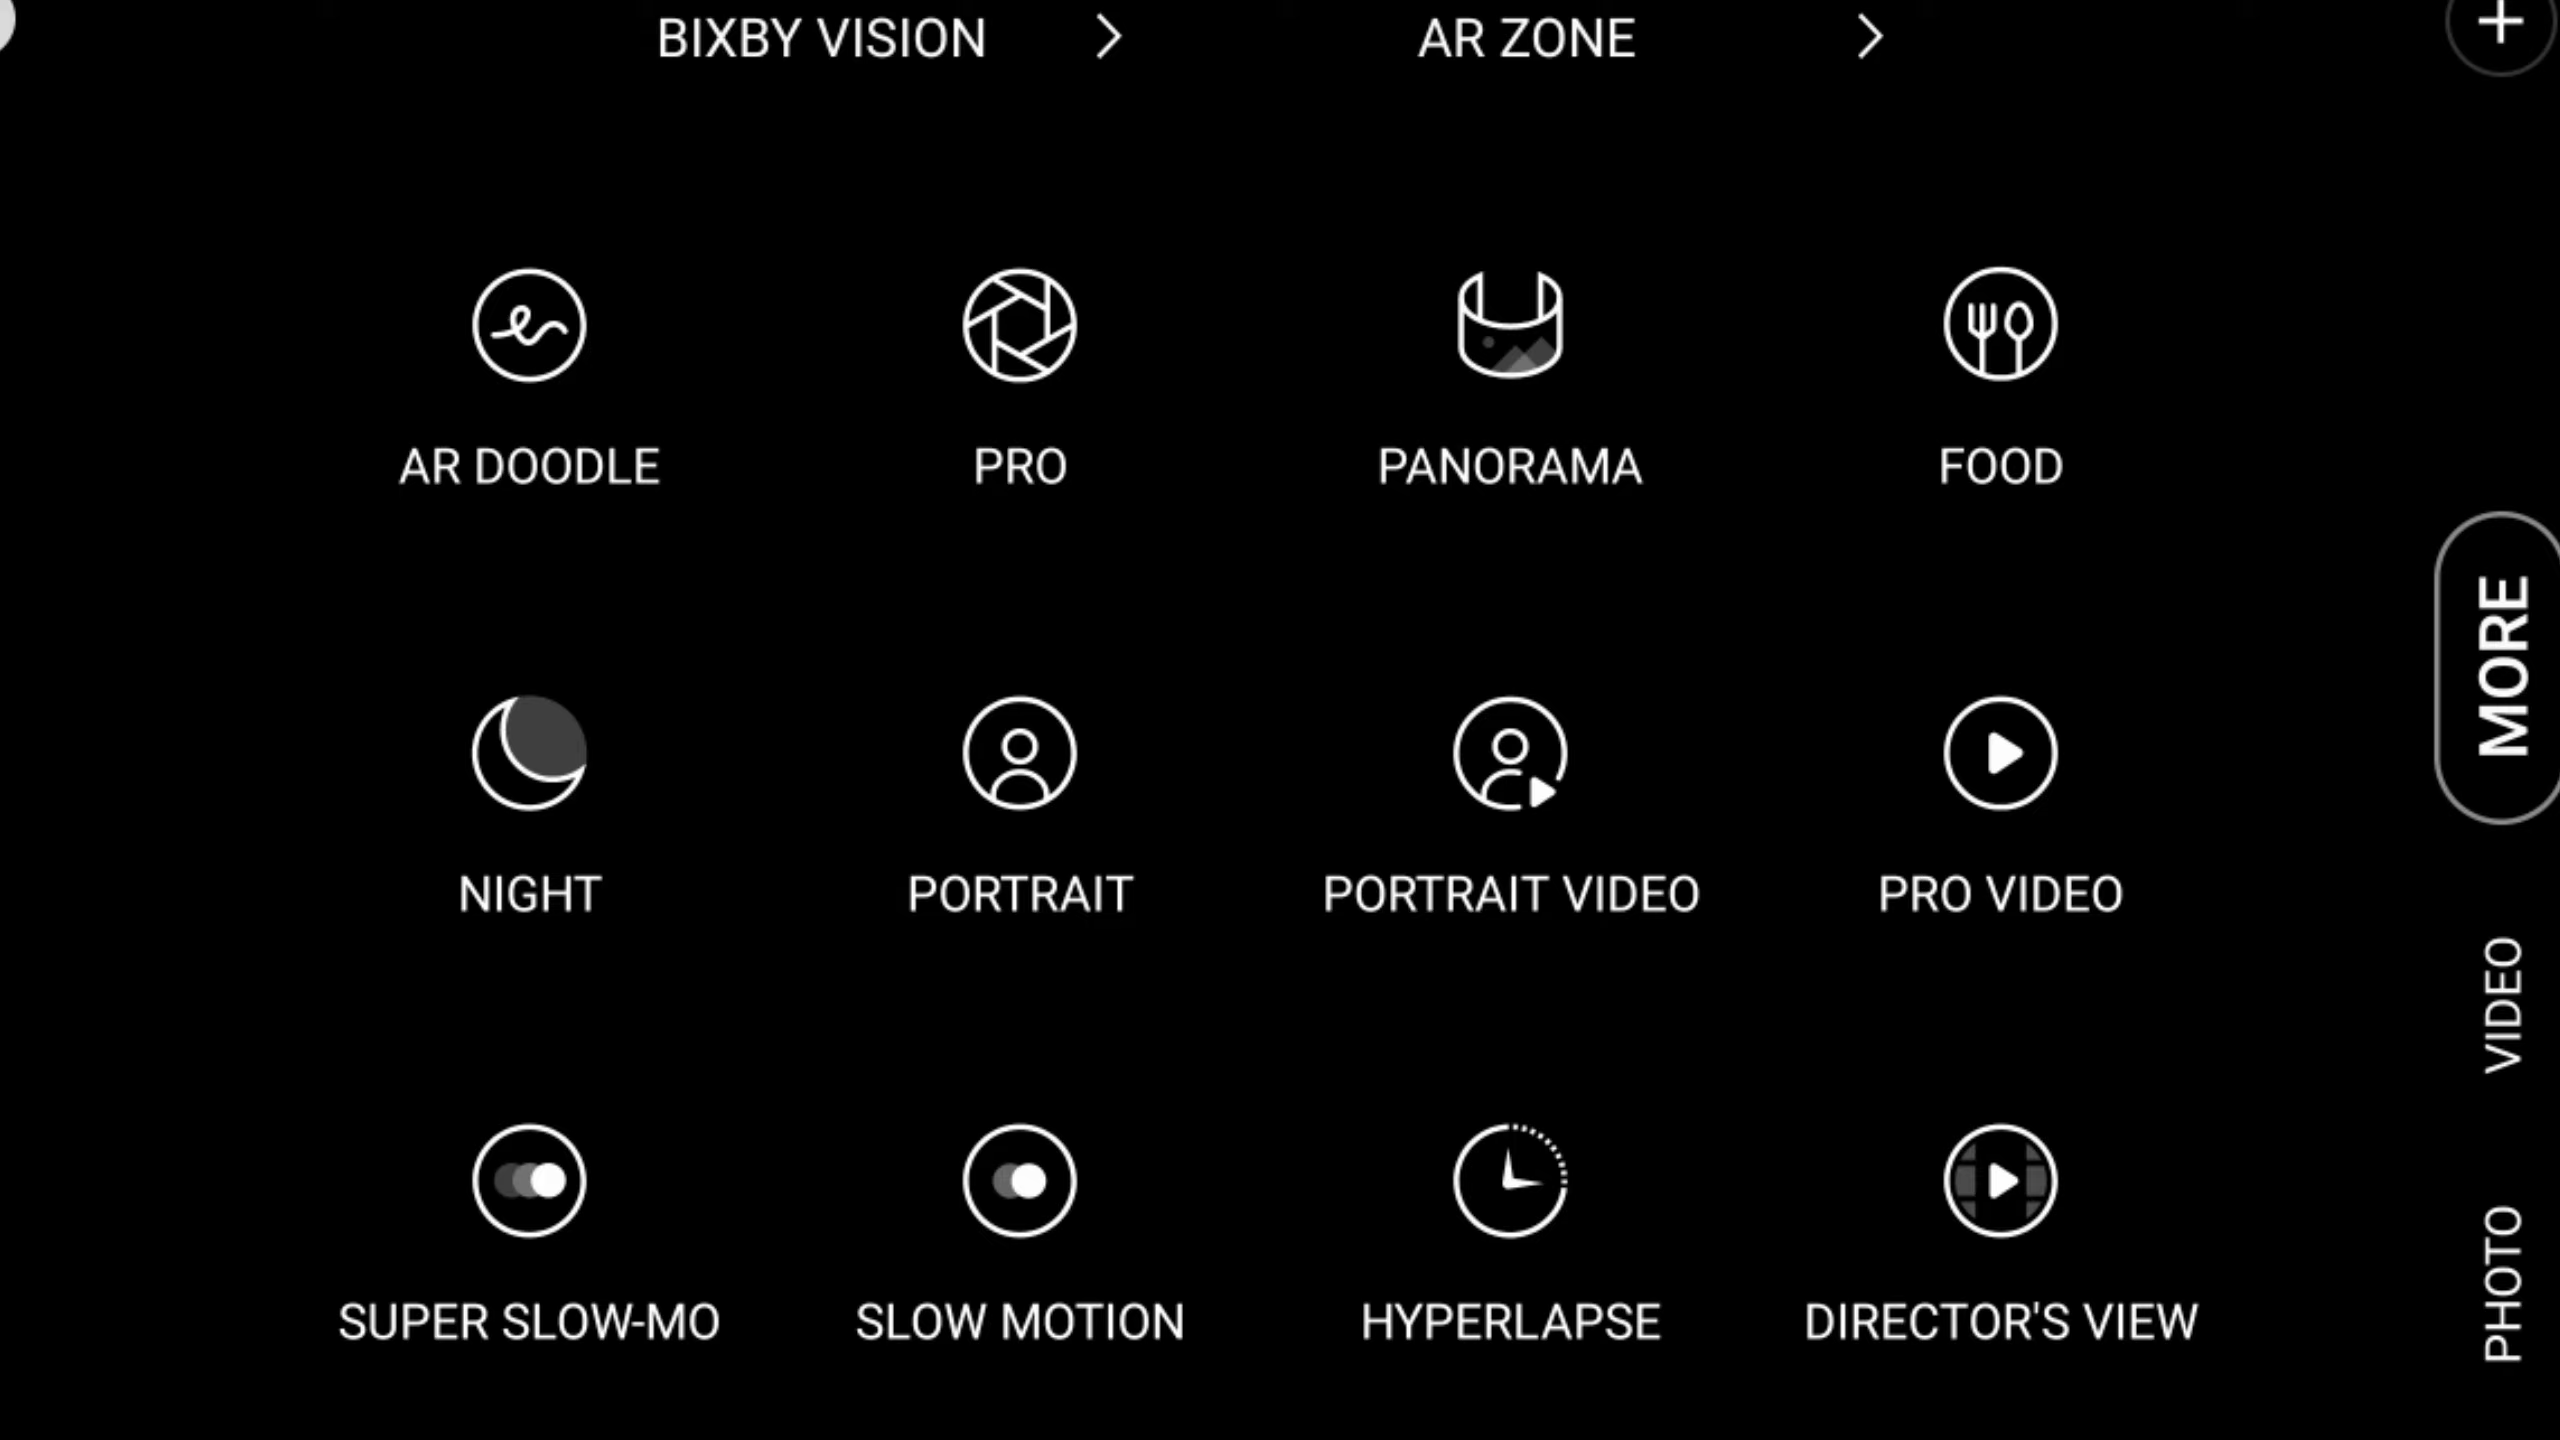 BIXBY VISION
AR ZONE
AR DOODLE
PRO
PANORAMA
FOOD
NIGHT
PORTRAIT
PORTRAIT VIDEO
PRO VIDEO
SUPER SLOW-MO
SLOW MOTION
HYPERLAPSE
DIRECTOR'S VIEW
MORE
VIDEO
PHOTO